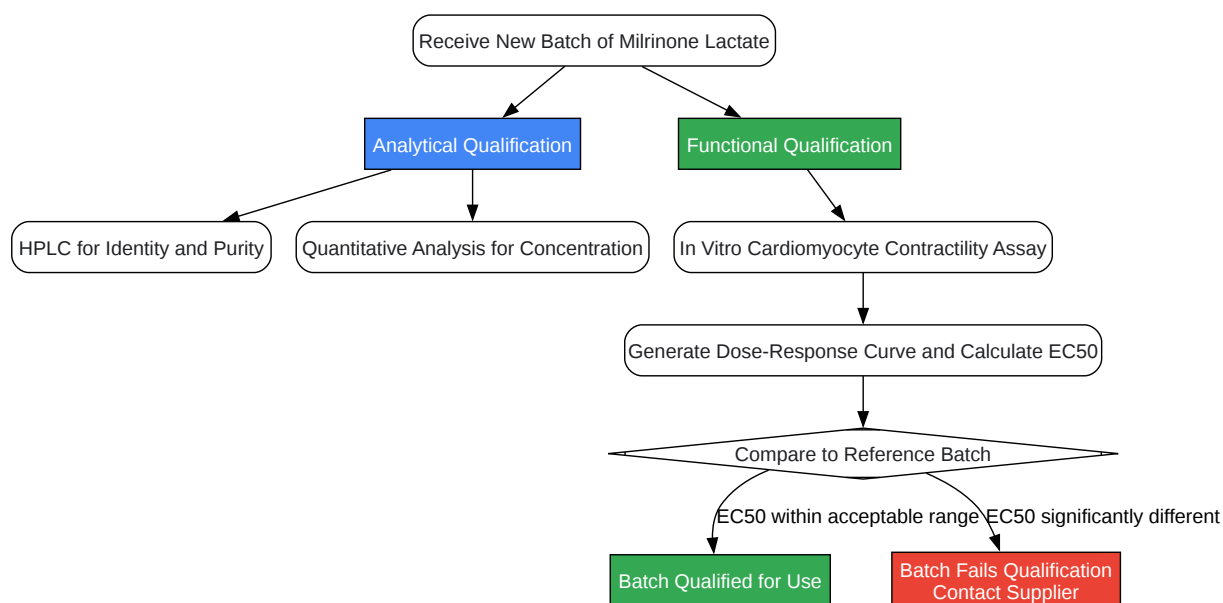 Receive New Batch of Milrinone Lactate
Analytical Qualification
Functional Qualification
HPLC for Identity and Purity
Quantitative Analysis for Concentration
In Vitro Cardiomyocyte Contractility Assay
Generate Dose-Response Curve and Calculate EC50
Compare to Reference Batch
EC50 within acceptable range
EC50 significantly different
Batch Qualified for Use
Batch Fails Qualification
Contact Supplier